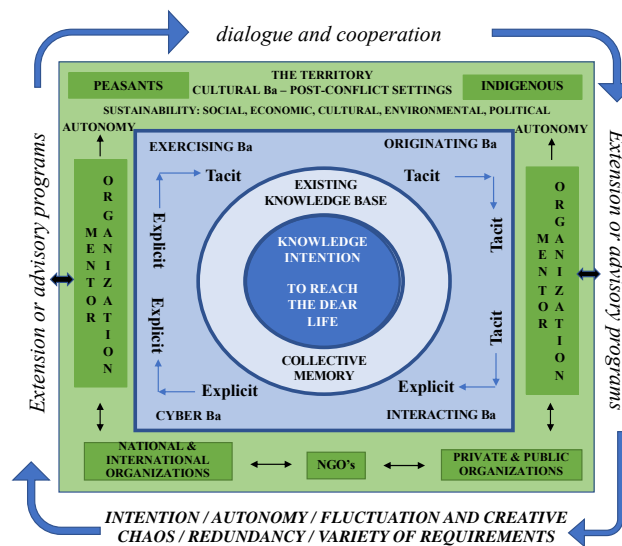 dialogue and cooperation
THE TERRITORY
PEASANTS
CULTURAL Ba – POST-CONFLICT SETTINGS
INDIGENOUS
SUSTAINABILITY: SOCIAL, ECONOMIC, CULTURAL, ENVIRONMENTAL, POLITICAL
AUTONOMY
AUTONOMY
Extension or advisory programs
MENTOR
ORGANIZATION
EXERCISING Ba
ORIGINATING Ba
Tacit
Tacit
EXISTING
KNOWLEDGE BASE
Explicit
Tacit
KNOWLEDGE
INTENTION
TO REACH
THE DEAR
LIFE
Explicit
Tacit
COLLECTIVE
MEMORY
Explicit
Explicit
CYBER Ba
INTERACTING Ba
MENTOR
ORGANIZATION
Extension or advisory programs
NATIONAL &
INTERNATIONAL
ORGANIZATIONS
NGO's
PRIVATE & PUBLIC
ORGANIZATIONS
INTENTION / AUTONOMY / FLUCTUATION AND CREATIVE
CHAOS / REDUNDANCY / VARIETY OF REQUIREMENTS